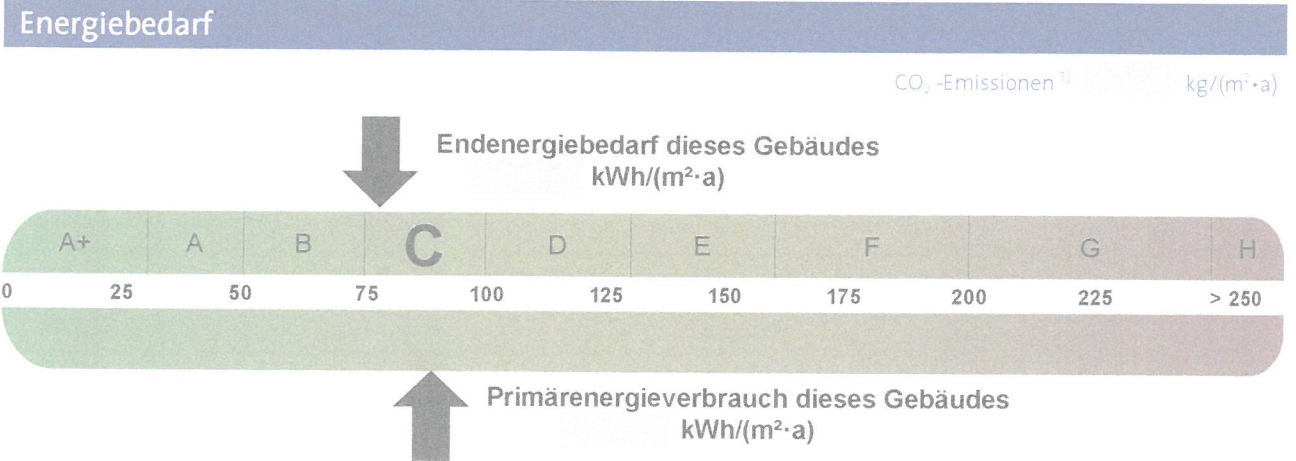 Energiebedarf
CO₂ -Emissionen ³⁾ kg/(m²•a)
Endenergiebedarf dieses Gebäudes
kWh/(m²·a)
A+ A B C D E F G H
0 25 50 75 100 125 150 175 200 225 > 250
Primärenergieverbrauch dieses Gebäudes
kWh/(m²·a)